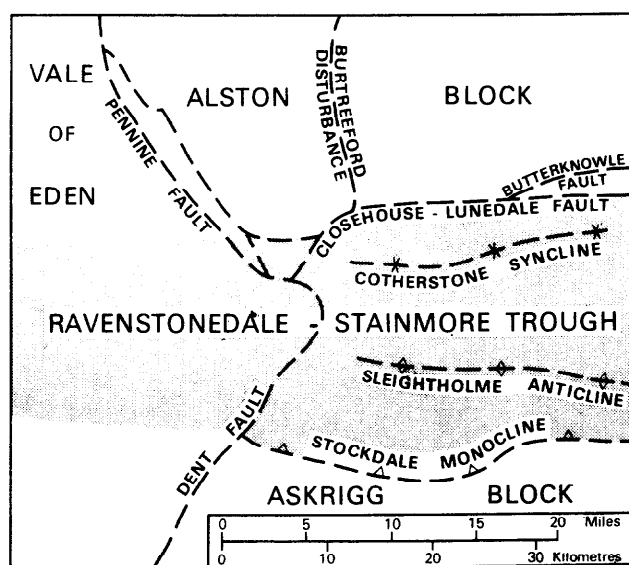 VALE
OF
EDEN
ALSTON
BLOCK
BURTREEFORD
DISTURBANCE
PENNINE FAULT
BUTTERKNOWLE
FAULT
CLOSEHOUSE - LUNEDALE FAULT
COTHERSTONE SYNCLINE
RAVENSTONEDALE - STAINMORE TROUGH
SLEIGHTHOLME ANTICLINE
DENT FAULT
STOCKDALE MONOCLINE
ASKRIGG BLOCK
0 5 10 15 20 Miles
0 10 20 30 Kilometres